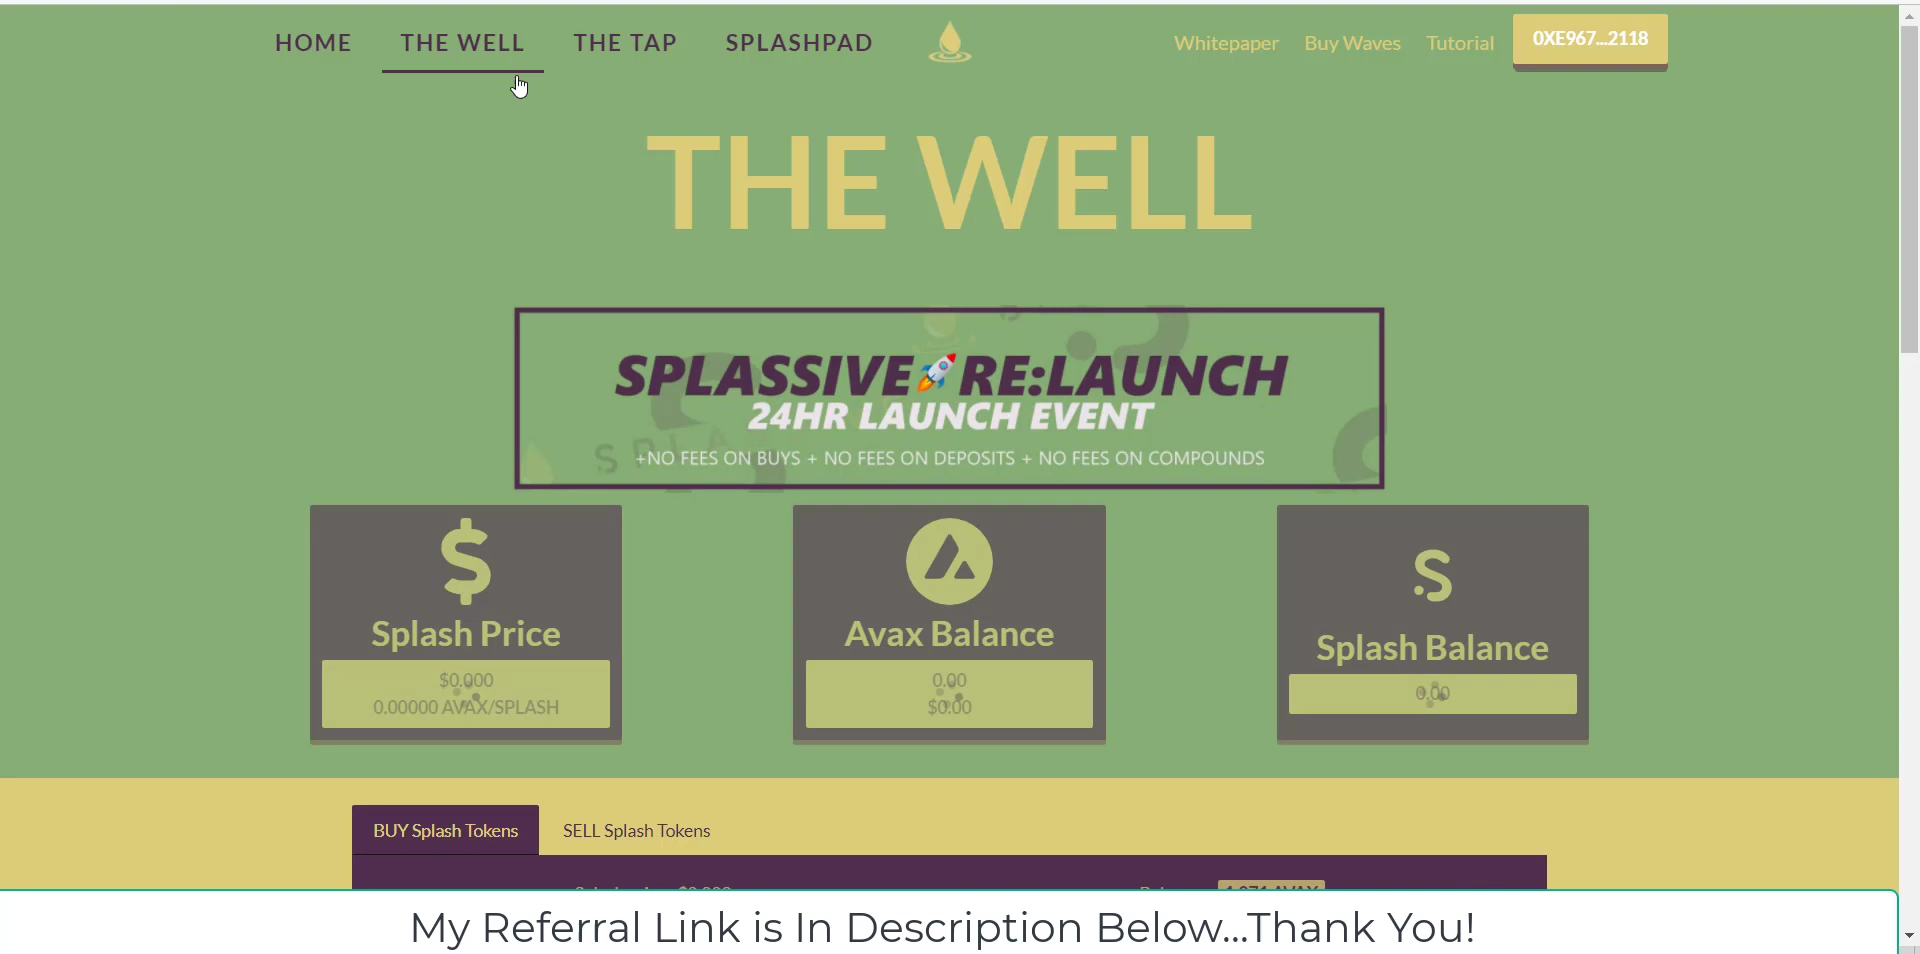 HOME THE WELL THE TAP SPLASHPAD Whitepaper Buy Waves Tutorial 0XE967...2118
THE WELL
SPLASSIVE🚀RE:LAUNCH
24HR LAUNCH EVENT
+NO FEES ON BUYS + NO FEES ON DEPOSITS + NO FEES ON COMPOUNDS
Splash Price
$0.000
0.00000 AVAX/SPLASH
Avax Balance
0.00
$0.00
Splash Balance
0.00
BUY Splash Tokens SELL Splash Tokens
My Referral Link is In Description Below...Thank You!